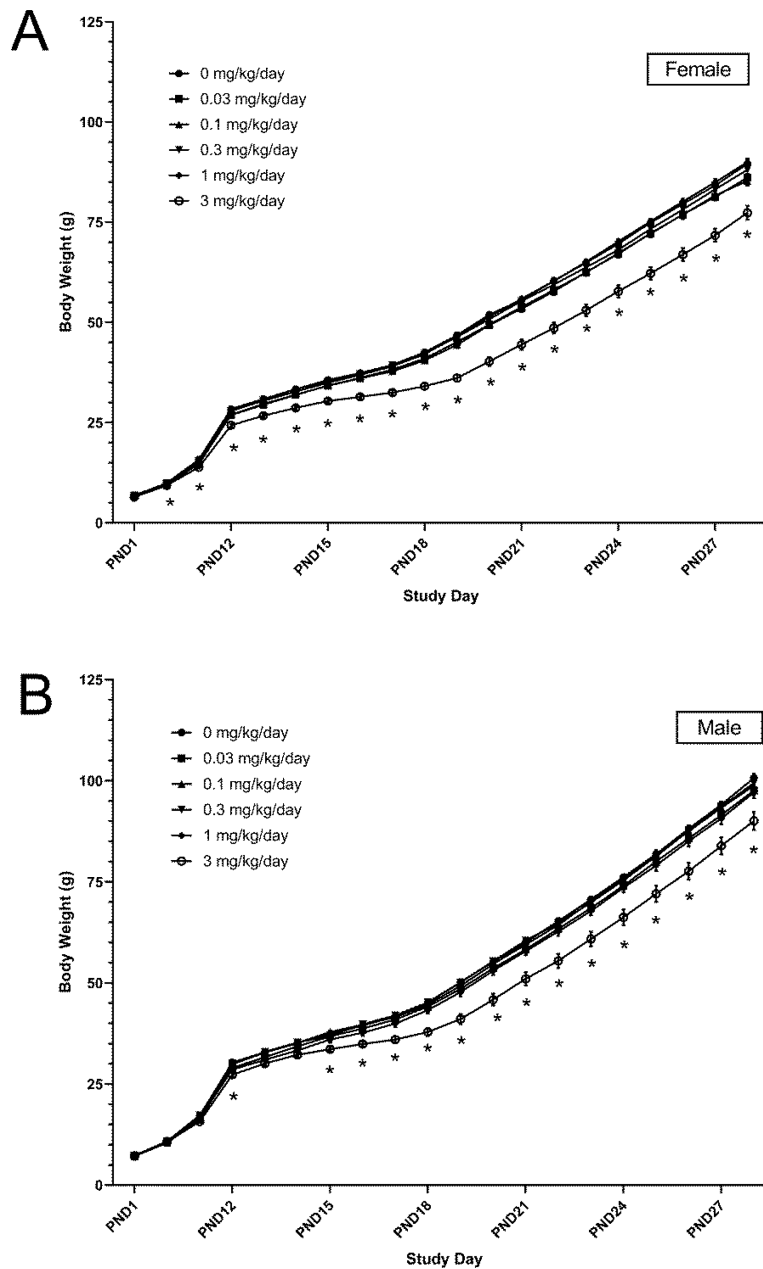 A
Female
0 mg/kg/day
0.03 mg/kg/day
0.1 mg/kg/day
0.3 mg/kg/day
1 mg/kg/day
3 mg/kg/day
Body Weight (g)
125
100
75
50
25
0
* * * * * * * * * * * * * * * * * * *
PND1
PND12
PND15
PND18
PND21
PND24
PND27
Study Day
B
Male
0 mg/kg/day
0.03 mg/kg/day
0.1 mg/kg/day
0.3 mg/kg/day
1 mg/kg/day
3 mg/kg/day
Body Weight (g)
125
100
75
50
25
0
* * * * * * * * * * * * * * *
PND1
PND12
PND15
PND18
PND21
PND24
PND27
Study Day